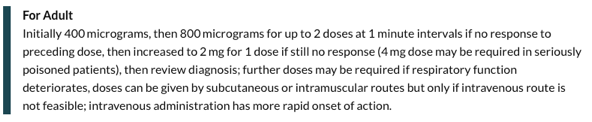 For Adult
Initially 400 micrograms, then 800 micrograms for up to 2 doses at 1 minute intervals if no response to
preceding dose, then increased to 2 mg for 1 dose if still no response (4 mg dose may be required in seriously
poisoned patients), then review diagnosis; further doses may be required if respiratory function
deteriorates, doses can be given by subcutaneous or intramuscular routes but only if intravenous route is
not feasible; intravenous administration has more rapid onset of action.